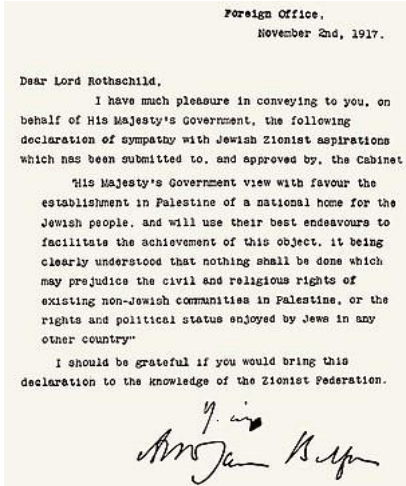 Foreign Office,
November 2nd, 1917.
Dear Lord Rothschild,
I have much pleasure in conveying to you, on
behalf of His Majesty's Government, the following
declaration of sympathy with Jewish Zionist aspirations
which has been submitted to, and approved by, the Cabinet
"His Majesty's Government view with favour the
establishment in Palestine of a national home for the
Jewish people, and will use their best endeavours to
facilitate the achievement of this object, it being
clearly understood that nothing shall be done which
may prejudice the civil and religious rights of
existing non-Jewish communities in Palestine, or the
rights and political status enjoyed by Jews in any
other country"
I should be grateful if you would bring this
declaration to the knowledge of the Zionist Federation.